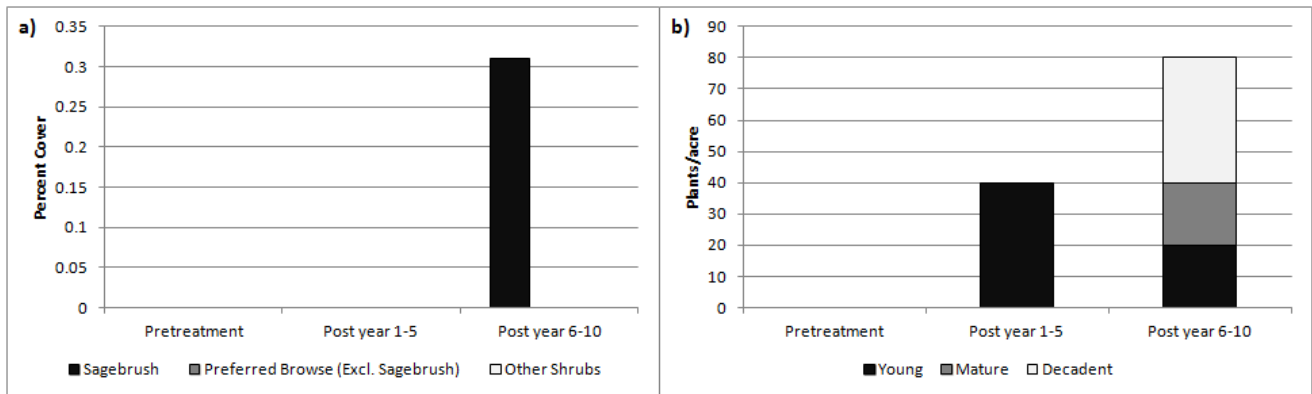 a)
Percent Cover
0.35
0.3
0.25
0.2
0.15
0.1
0.05
0
Pretreatment Post year 1-5 Post year 6-10
Sagebrush Preferred Browse (Excl. Sagebrush) Other Shrubs
b)
Plants/acre
90
80
70
60
50
40
30
20
10
0
Pretreatment Post year 1-5 Post year 6-10
Young Mature Decadent